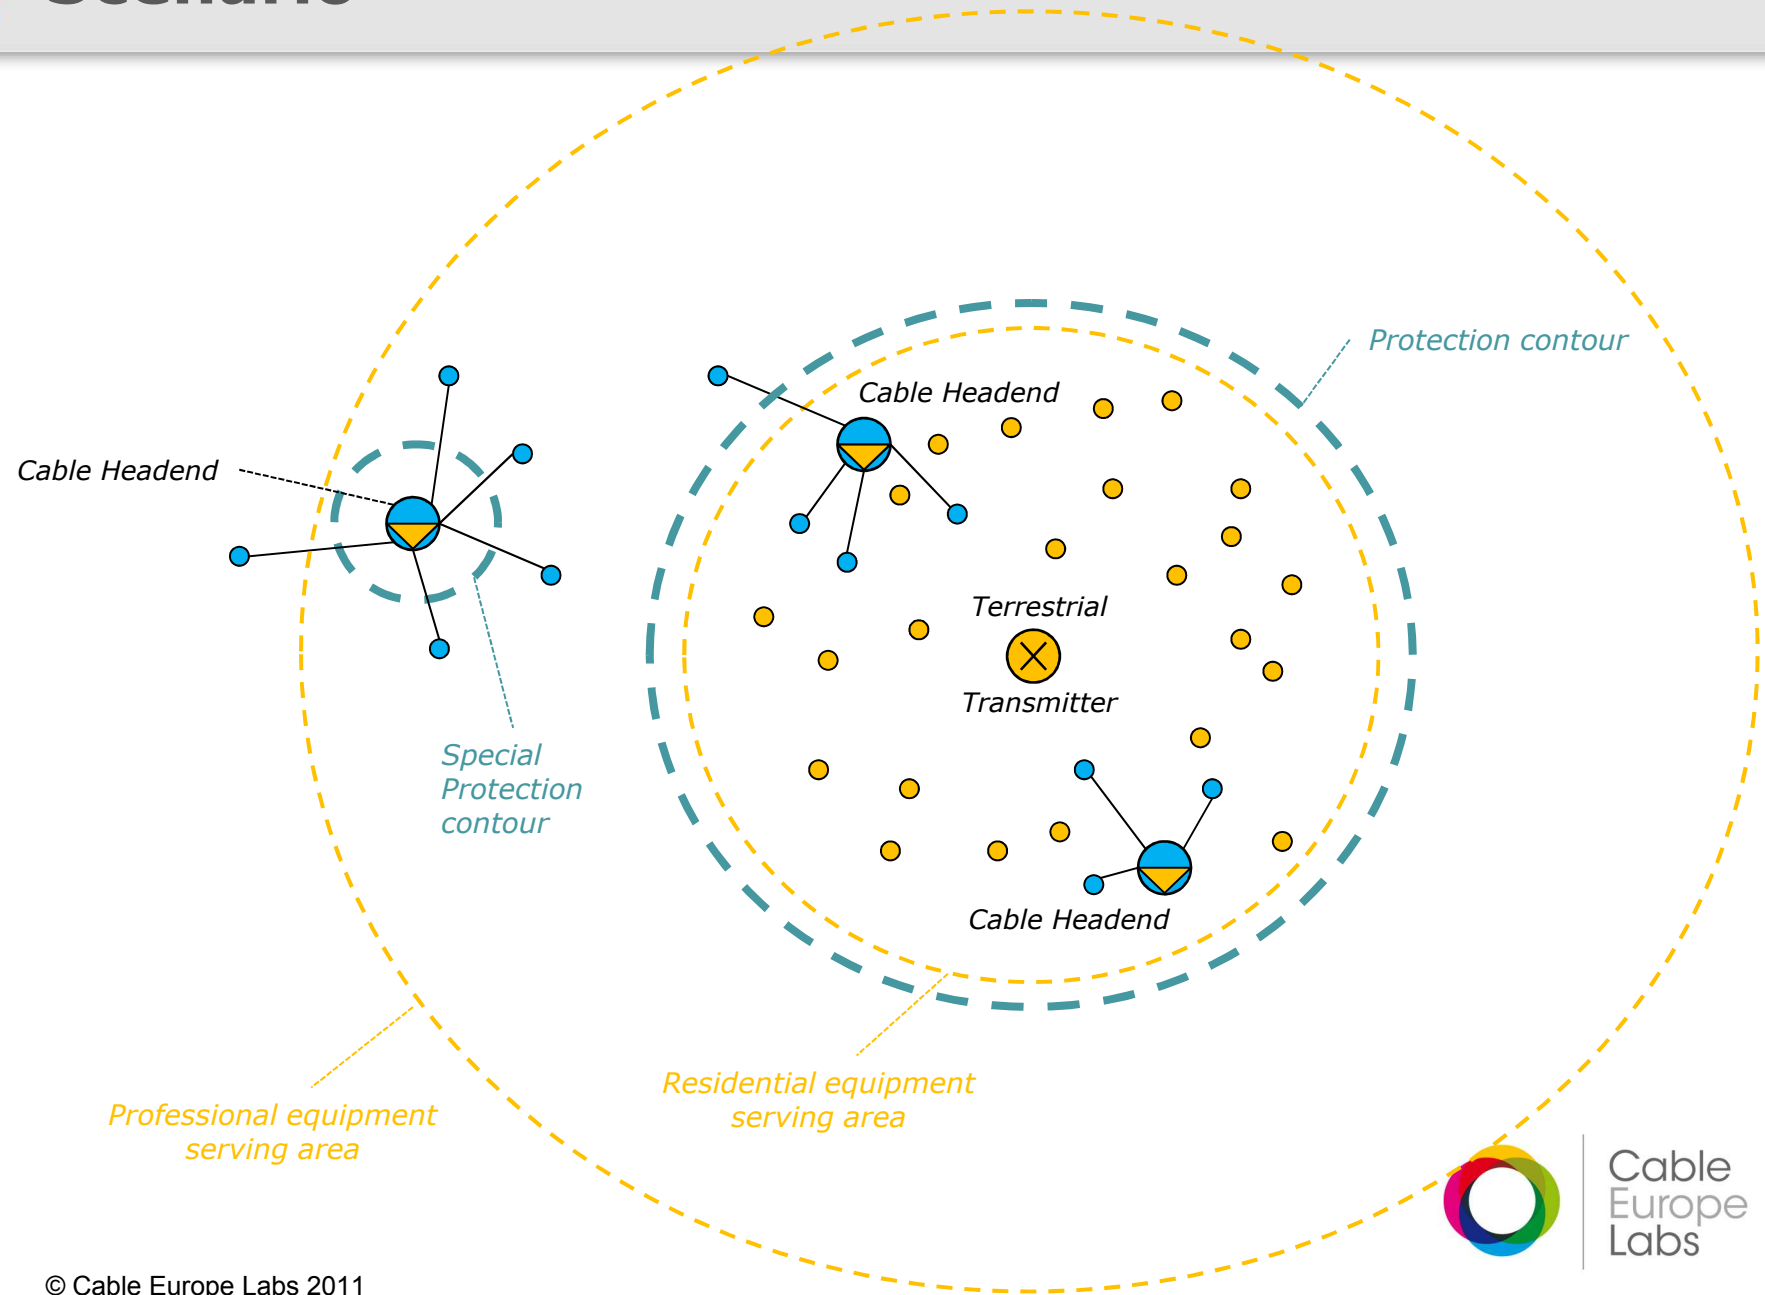 Scenario
Protection contour
Cable Headend
Cable Headend
Terrestrial
Transmitter
Special
Protection
contour
Cable Headend
Residential equipment
serving area
Professional equipment
serving area
Cable
Europe
Labs
© Cable Europe Labs 2011